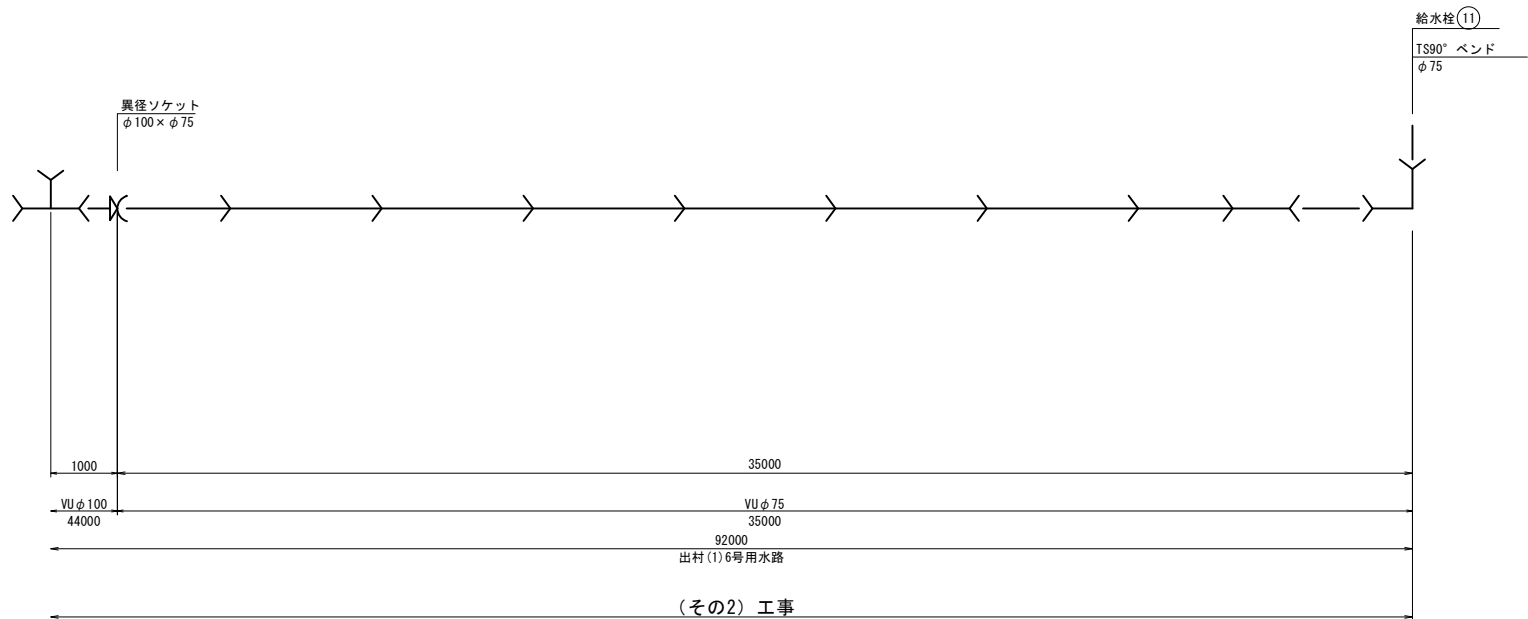 給水栓⑪
TS90°ベンド
φ75
異径ソケット
φ100×φ75
1000
35000
VUφ100
44000
VUφ75
35000
92000
出村(1)6号用水路
(その2)工事